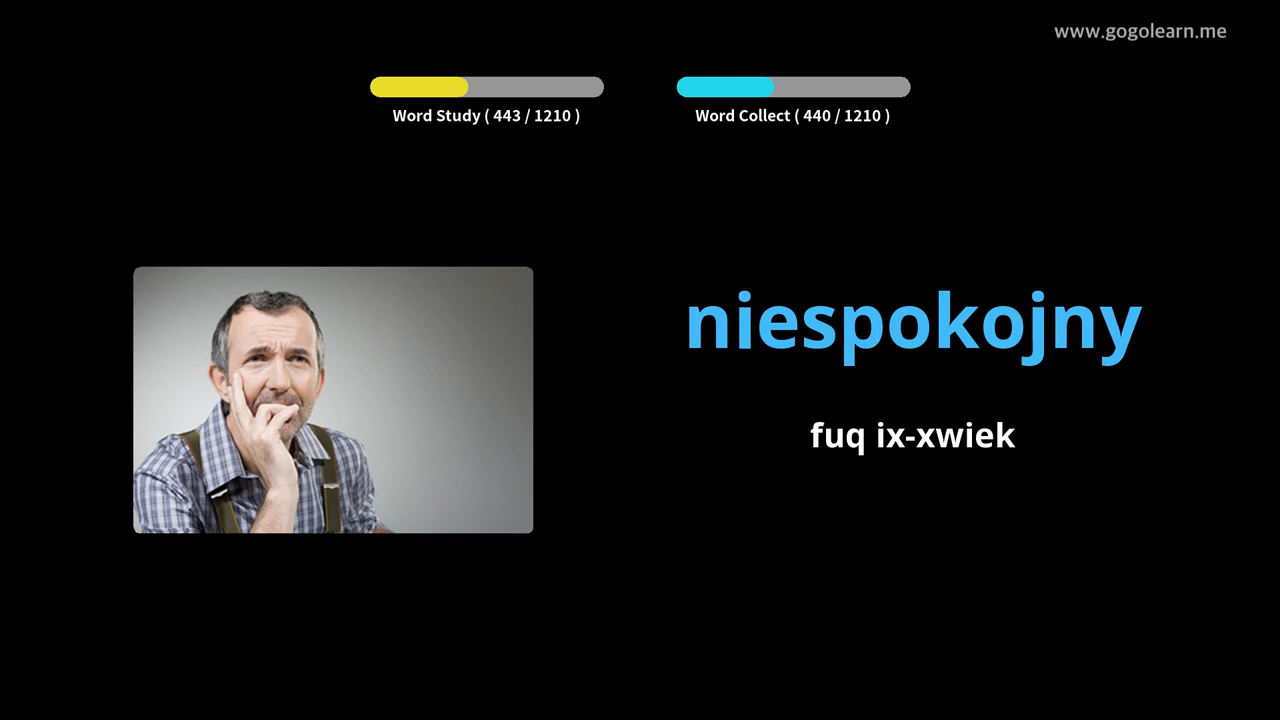 www.gogolearn.me
Word Study ( 443 / 1210 )
Word Collect ( 440 / 1210 )
niespokojny
fuq ix-xwiek